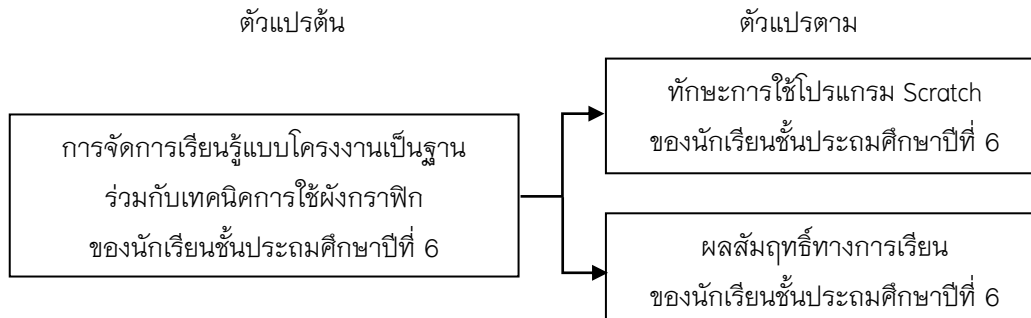 ตัวแปรต้น
ตัวแปรตาม
การจัดการเรียนรู้แบบโครงงานเป็นฐาน
ร่วมกับเทคนิคการใช้ผังกราฟิก
ของนักเรียนชั้นประถมศึกษาปีที่ 6
ทักษะการใช้โปรแกรม Scratch
ของนักเรียนชั้นประถมศึกษาปีที่ 6
ผลสัมฤทธิ์ทางการเรียน
ของนักเรียนชั้นประถมศึกษาปีที่ 6